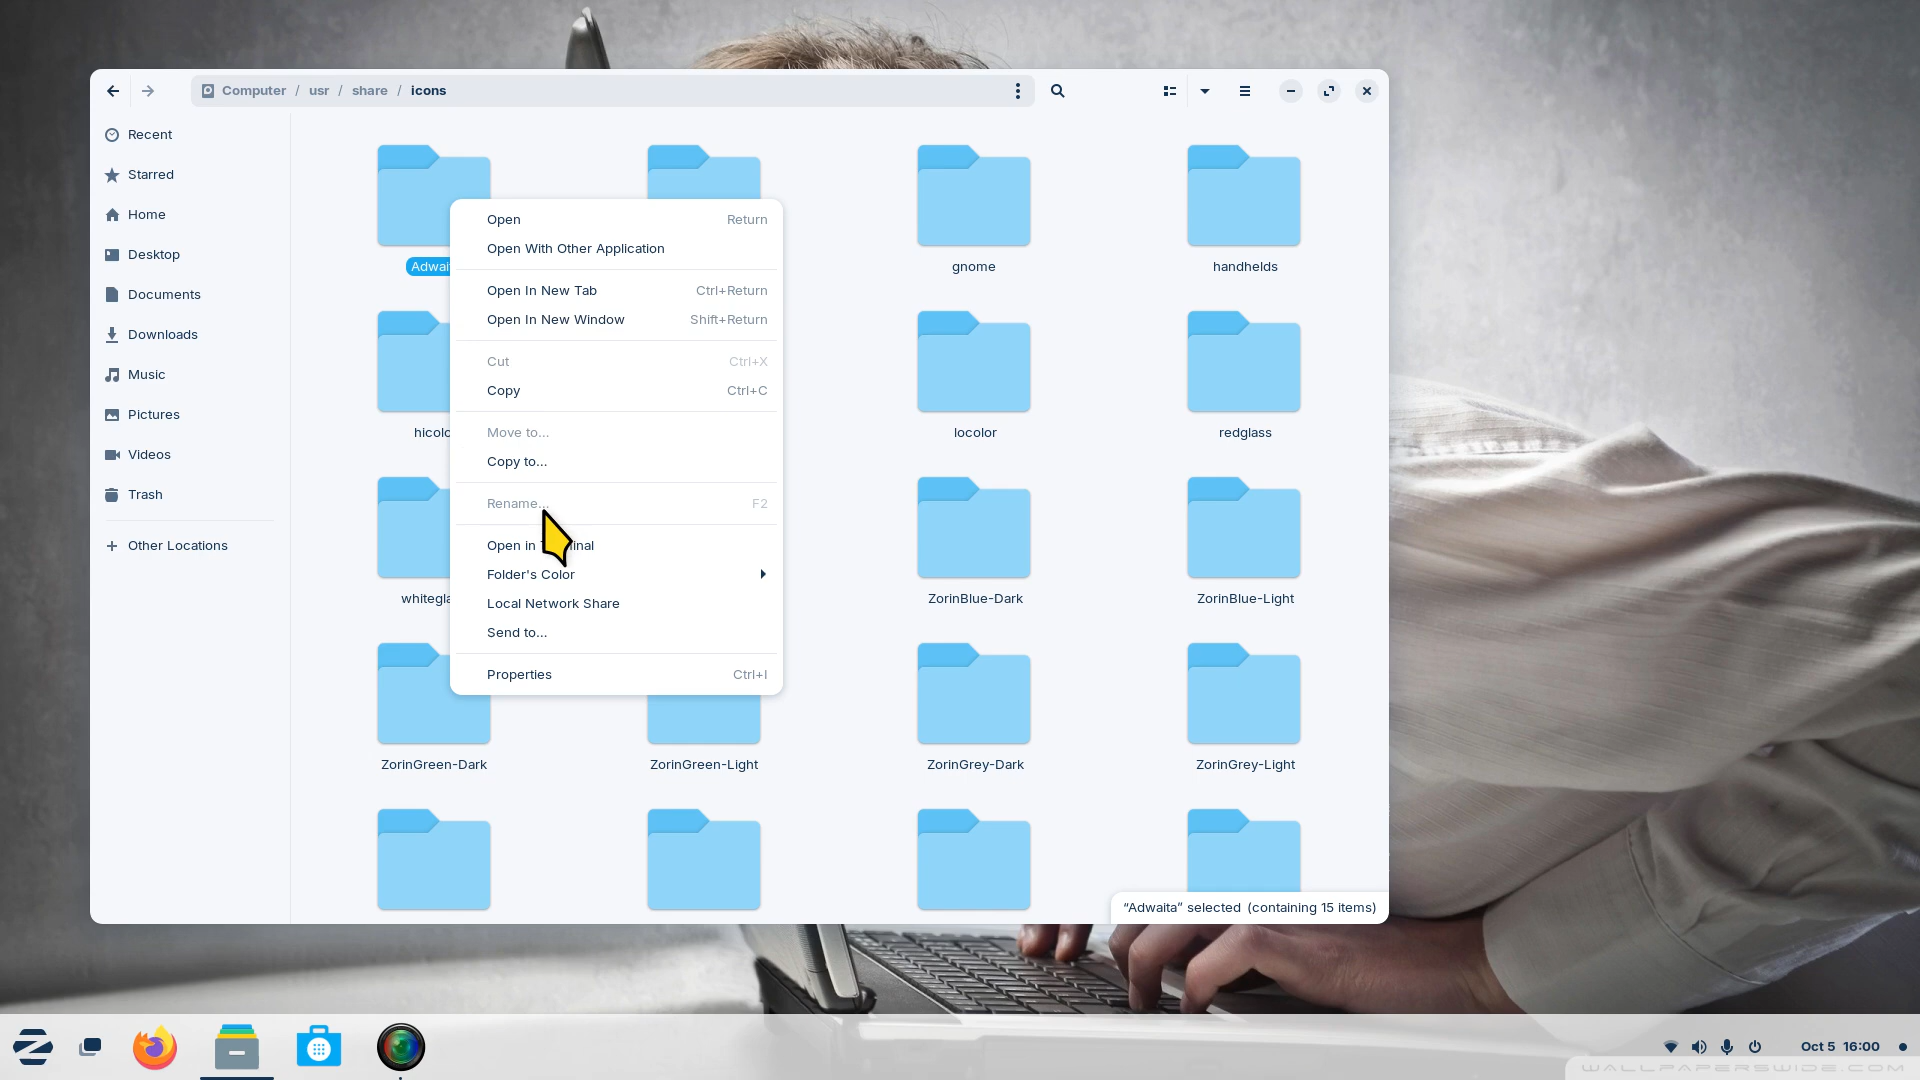 Computer / usr / share / icons
Recent
Starred
Home
Desktop
Documents
Downloads
Music
Pictures
Videos
Trash
Other Locations
gnome
handhelds
locolor
redglass
ZorinBlue-Dark
ZorinBlue-Light
ZorinGreen-Dark
ZorinGreen-Light
ZorinGrey-Dark
ZorinGrey-Light
Open Return
Open With Other Application
Open In New Tab Ctrl+Return
Open In New Window Shift+Return
Cut Ctrl+X
Copy Ctrl+C
Move to...
Copy to...
Rename... F2
Open in
Folder's Color
Local Network Share
Send to...
Properties Ctrl+I
“Adwaita” selected (containing 15 items)
Oct 5 16:00
WALLPAPERSWIDE.COM